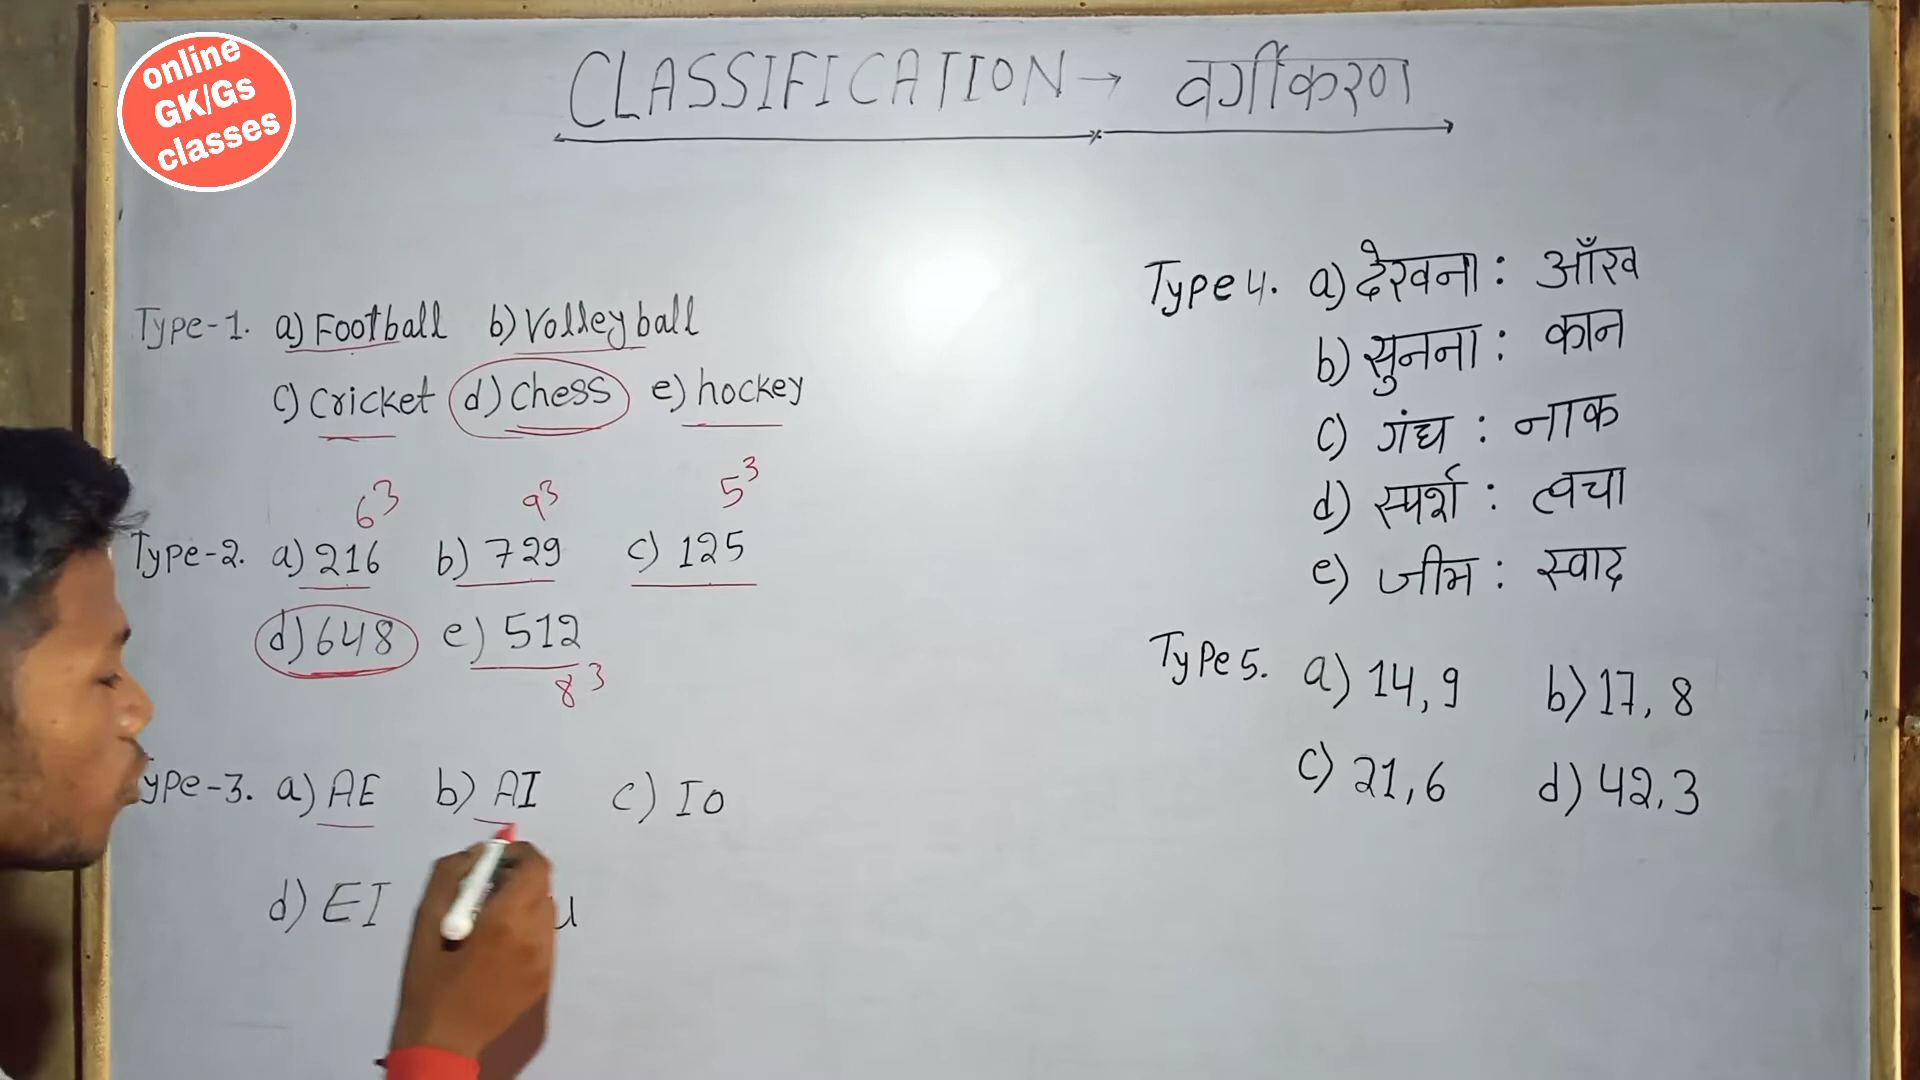 online
GK/Gs
classes
CLASSIFICATION → वर्गीकरण
Type-1. a) Football b) Volleyball
c) Cricket d) Chess e) hockey
6³ 9³ 5³
Type-2. a) 216 b) 729 c) 125
d) 648 e) 512
8³
ype-3. a) AE b) AI c) IO
d) EI u
Type 4. a) देखना : आँख
b) सुनना : कान
c) गंध : नाक
d) स्पर्श : त्वचा
e) जीभ : स्वाद
Type 5. a) 14, 9 b) 17, 8
c) 21, 6 d) 42, 3